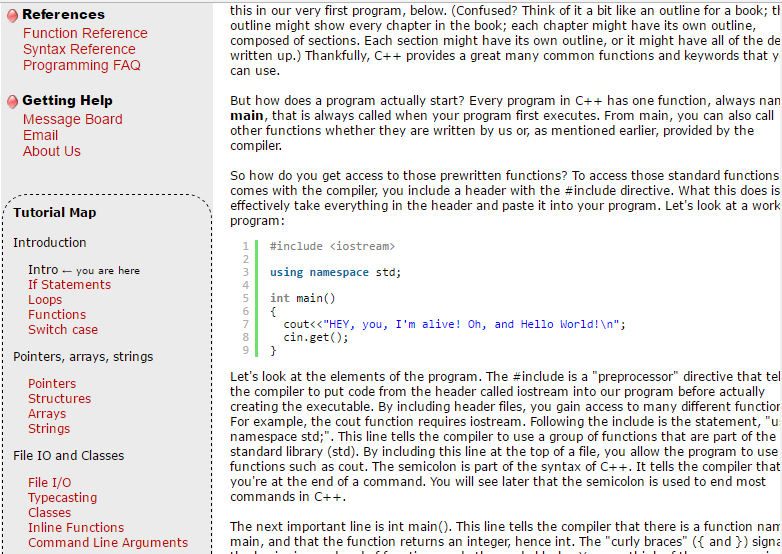 References
Function Reference
Syntax Reference
Programming FAQ
Getting Help
Message Board
Email
About Us
Tutorial Map
Introduction
Intro ← you are here
If Statements
Loops
Functions
Switch case
Pointers, arrays, strings
Pointers
Structures
Arrays
Strings
File IO and Classes
File I/O
Typecasting
Classes
Inline Functions
Command Line Arguments
this in our very first program, below. (Confused? Think of it a bit like an outline for a book;
outline might show every chapter in the book; each chapter might have its own outline,
composed of sections. Each section might have its own outline, or it might have all of the
written up.) Thankfully, C++ provides a great many common functions and keywords that
can use.
But how does a program actually start? Every program in C++ has one function, always
main, that is always called when your program first executes. From main, you can also call
other functions whether they are written by us or, as mentioned earlier, provided by the
compiler.
So how do you get access to those prewritten functions? To access those standard functions
comes with the compiler, you include a header with the #include directive. What this does is
effectively take everything in the header and paste it into your program. Let's look at a
program:
1 #include <iostream>
2
3 using namespace std;
4
5 int main()
6 {
7 cout<<"HEY, you, I'm alive! Oh, and Hello World!\n";
8 cin.get();
9 }
Let's look at the elements of the program. The #include is a "preprocessor" directive that
the compiler to put code from the header called iostream into our program before actually
creating the executable. By including header files, you gain access to many different
For example, the cout function requires iostream. Following the include is the statement,
namespace std;". This line tells the compiler to use a group of functions that are part of the
standard library (std). By including this line at the top of a file, you allow the program to use
functions such as cout. The semicolon is part of the syntax of C++. It tells the compiler that
you're at the end of a command. You will see later that the semicolon is used to end most
commands in C++.
The next important line is int main(). This line tells the compiler that there is a function
main, and that the function returns an integer, hence int. The "curly braces" ({ and })